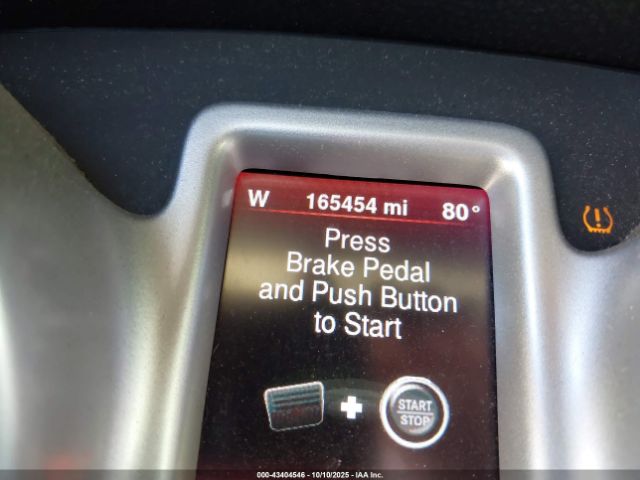 W 165454 mi 80°
Press
Brake Pedal
and Push Button
to Start
START
STOP
000-43404546 - 10/10/2025 - IAA Inc.